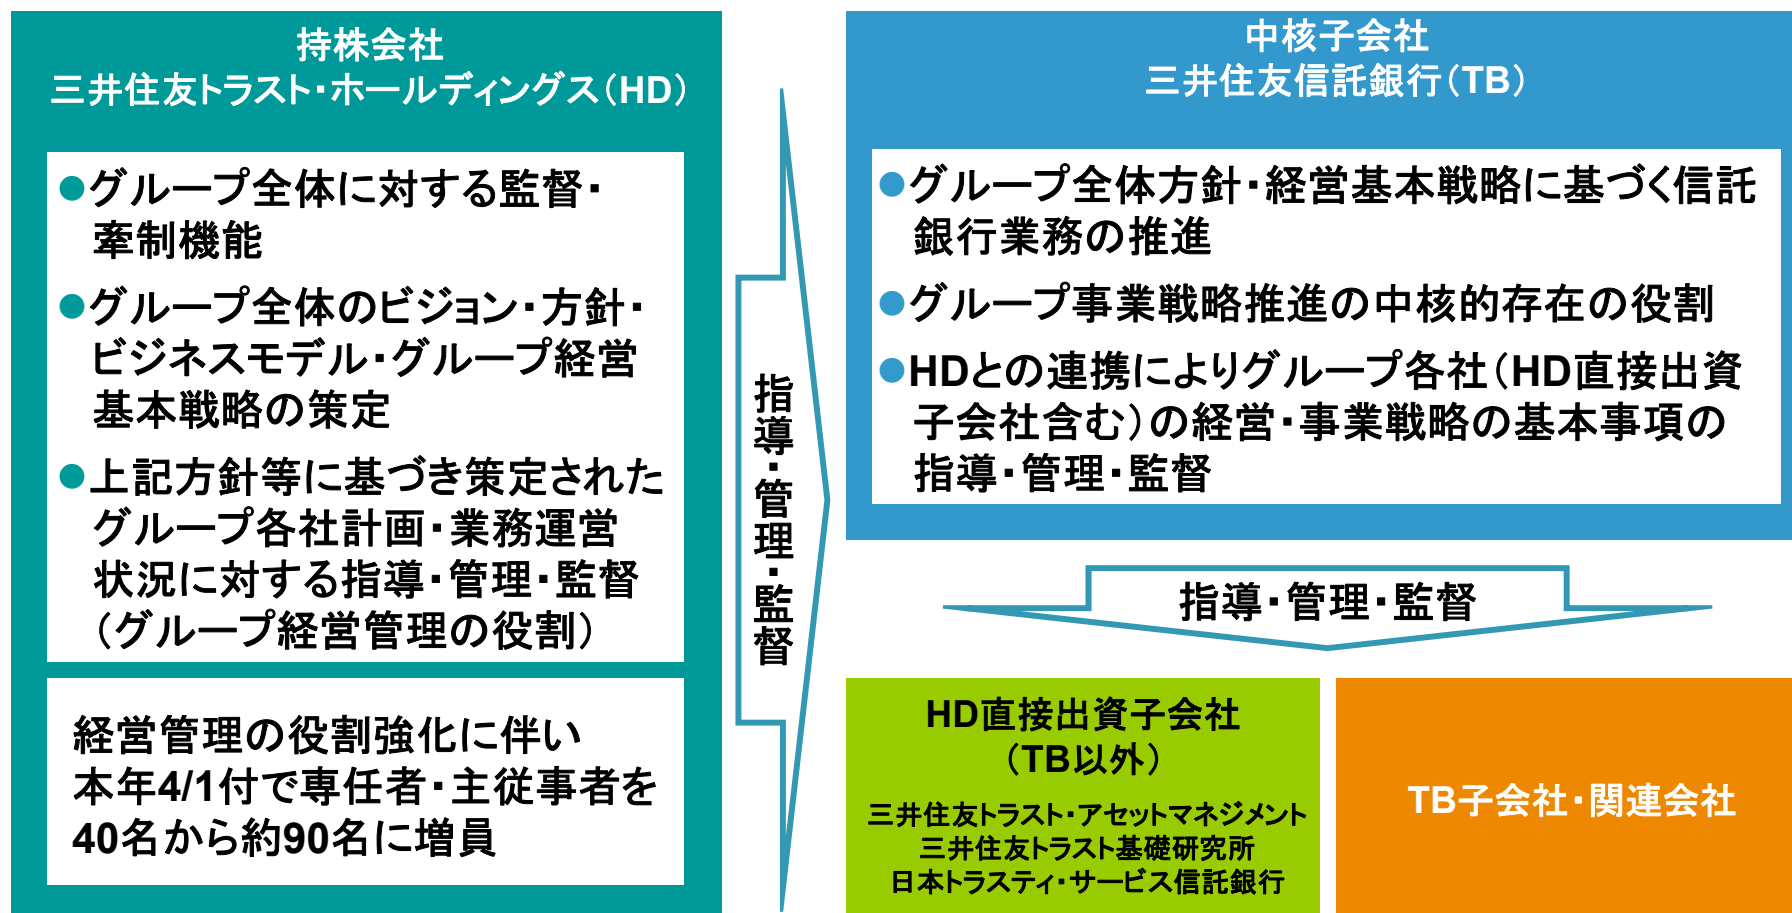 持株会社
三井住友トラスト・ホールディングス（HD）
●グループ全体に対する監督・
牽制機能
●グループ全体のビジョン・方針・
ビジネスモデル・グループ経営
基本戦略の策定
●上記方針等に基づき策定された
グループ各社計画・業務運営
状況に対する指導・管理・監督
（グループ経営管理の役割）
経営管理の役割強化に伴い
本年4/1付で専任者・主従事者を
40名から約90名に増員
指導・管理・監督
中核子会社
三井住友信託銀行（TB）
●グループ全体方針・経営基本戦略に基づく信託
銀行業務の推進
●グループ事業戦略推進の中核的存在の役割
●HDとの連携によりグループ各社（HD直接出資
子会社含む）の経営・事業戦略の基本事項の
指導・管理・監督
指導・管理・監督
HD直接出資子会社
（TB以外）
三井住友トラスト・アセットマネジメント
三井住友トラスト基礎研究所
日本トラスティ・サービス信託銀行
TB子会社・関連会社